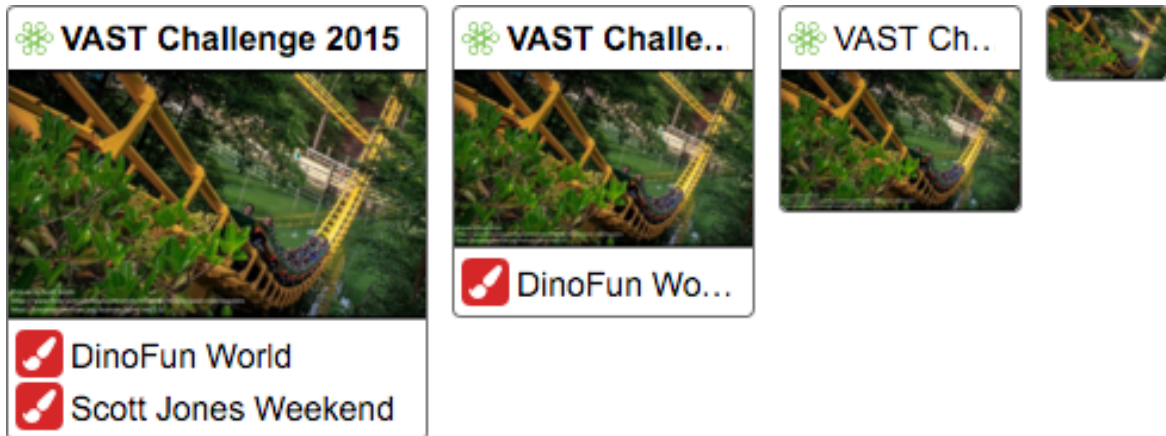 VAST Challenge 2015
DinoFun World
Scott Jones Weekend
VAST Challe…
DinoFun Wo…
VAST Ch…